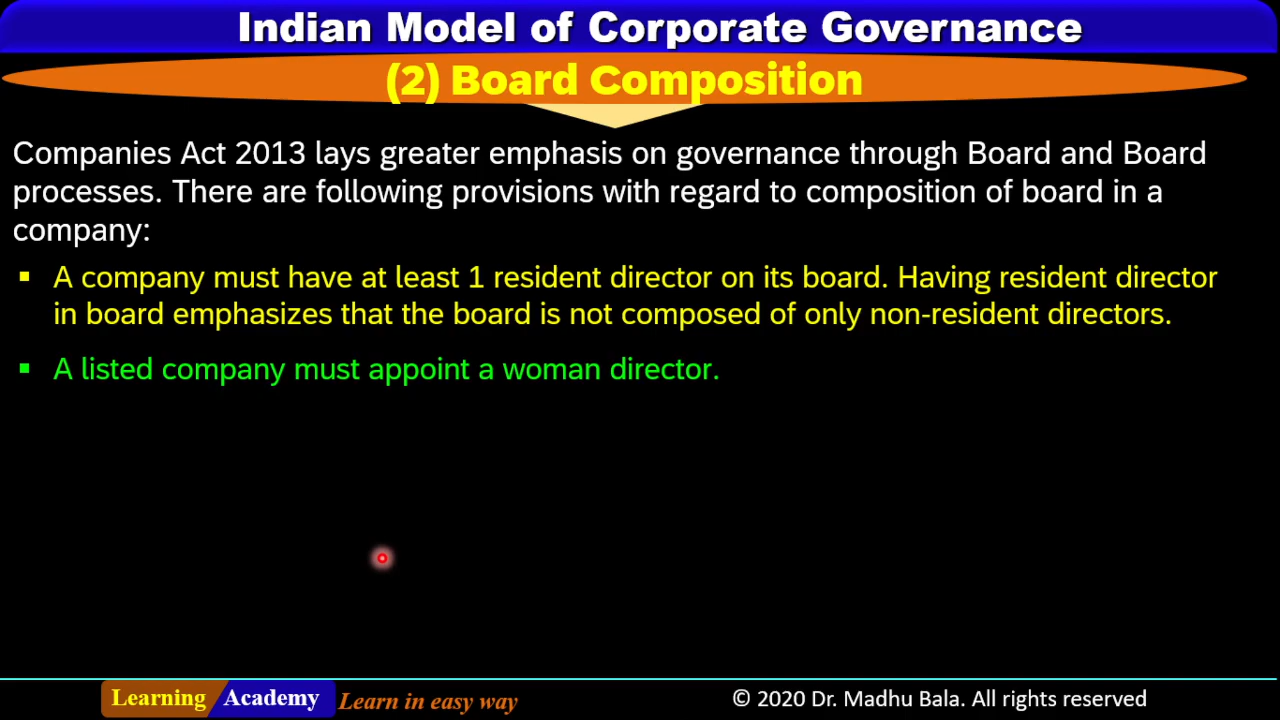 Indian Model of Corporate Governance
(2) Board Composition
Companies Act 2013 lays greater emphasis on governance through Board and Board
processes. There are following provisions with regard to composition of board in a
company:
▪ A company must have at least 1 resident director on its board. Having resident director
in board emphasizes that the board is not composed of only non-resident directors.
▪ A listed company must appoint a woman director.
Learning Academy Learn in easy way © 2020 Dr. Madhu Bala. All rights reserved